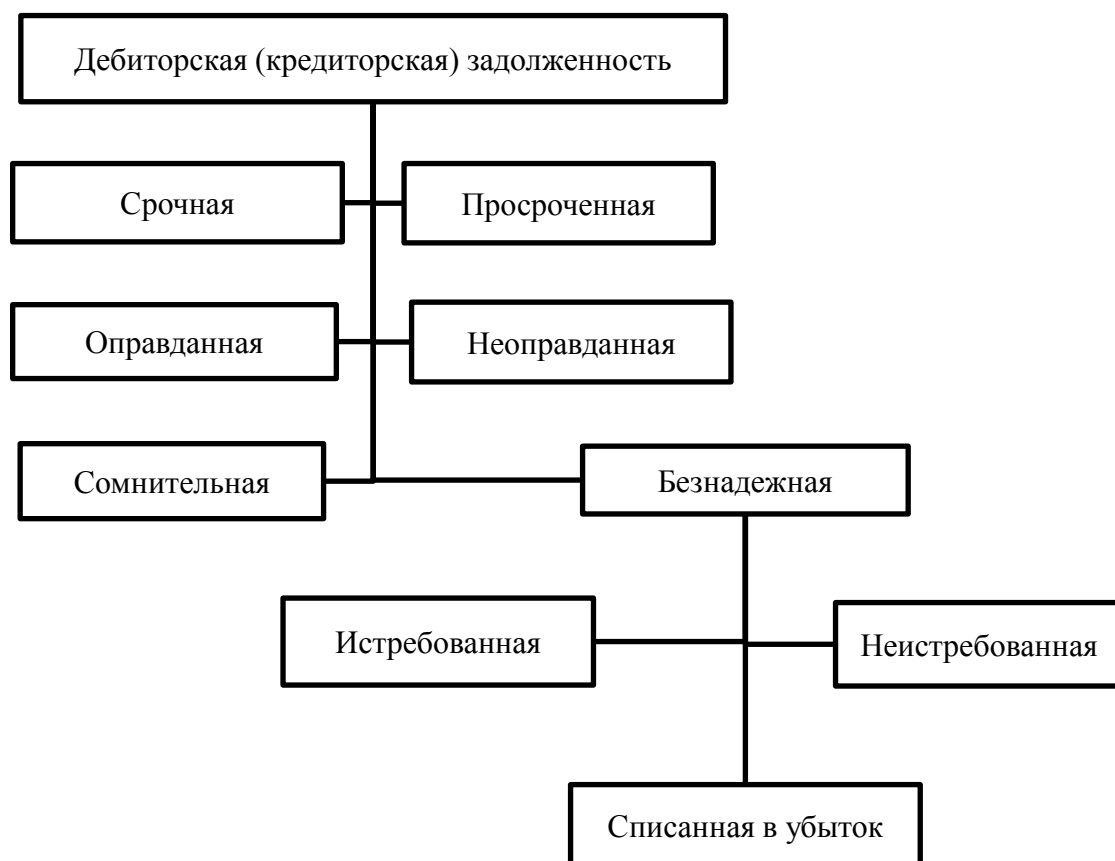 Дебиторская (кредиторская) задолженность
Срочная
Просроченная
Оправданная
Неоправданная
Сомнительная
Безнадежная
Истребованная
Неистребованная
Списанная в убыток